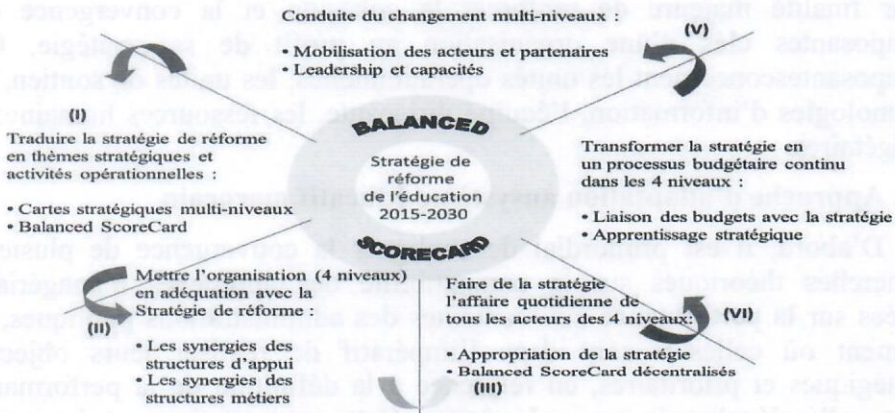 Conduite du changement multi-niveaux :
• Mobilisation des acteurs et partenaires
• Leadership et capacités
(V)
(I)
Traduire la stratégie de réforme
en thèmes stratégiques et
activités opérationnelles :
• Cartes stratégiques multi-niveaux
• Balanced ScoreCard
BALANCED
Stratégie de
réforme
de l'éducation
2015-2030
SCORECARD
Transformer la stratégie en
un processus budgétaire continu
dans les 4 niveaux :
• Liaison des budgets avec la stratégie
• Apprentissage stratégique
Mettre l'organisation (4 niveaux)
en adéquation avec la
Stratégie de réforme :
(II)
• Les synergies des
structures d'appui
• Les synergies des
structures métiers
Faire de la stratégie
l'affaire quotidienne de
tous les acteurs des 4 niveaux:
(VI)
• Appropriation de la stratégie
• Balanced ScoreCard décentralisés
(III)